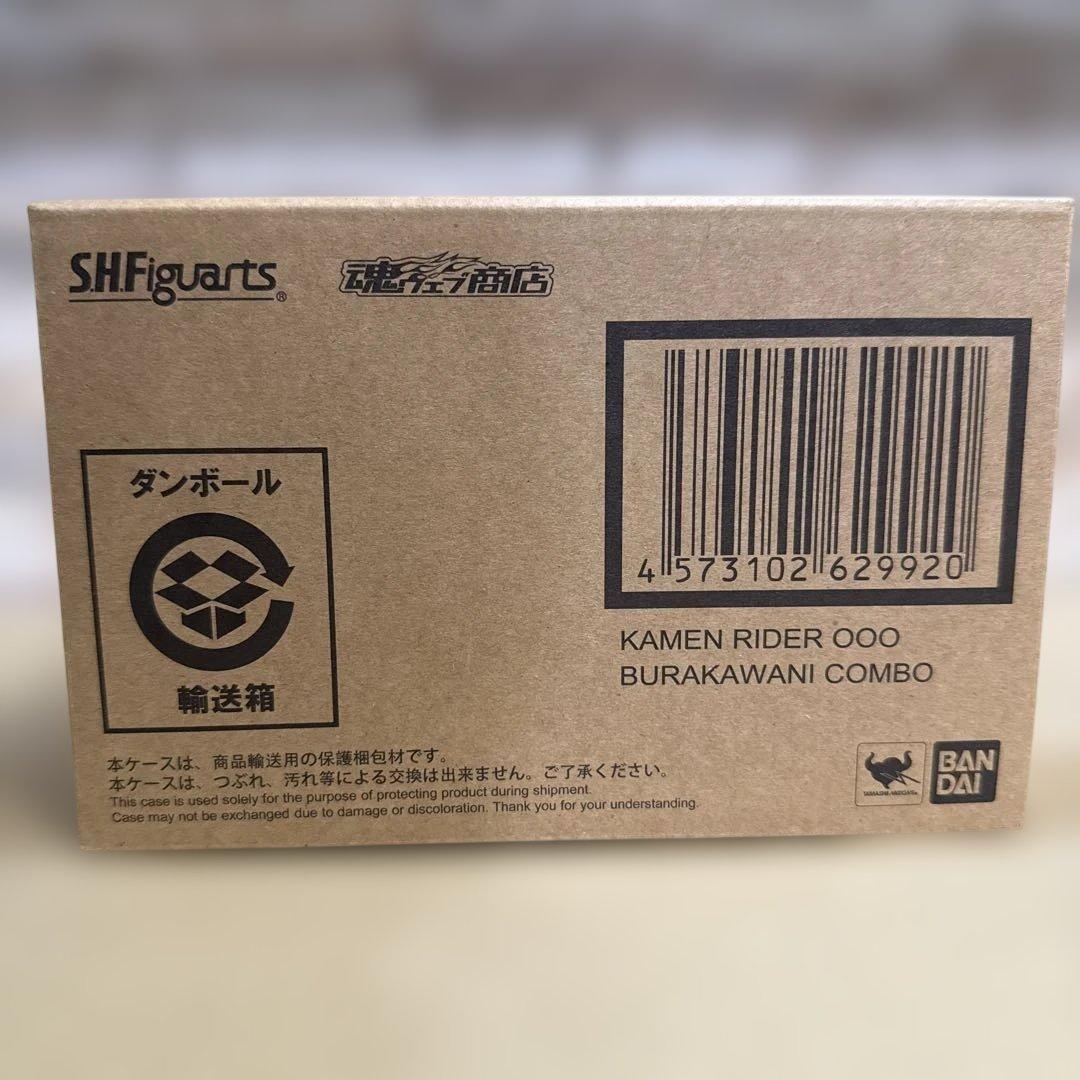 S.H.Figuarts®
魂ウェブ商店
4 573102 629920
KAMEN RIDER OOO
BURAKAWANI COMBO
ダンボール
輸送箱
本ケースは、商品輸送用の保護梱包材です。
本ケースは、つぶれ、汚れ等による交換は出来ません。ご了承ください。
This case is used solely for the purpose of protecting product during shipment.
Case may not be exchanged due to damage or discoloration. Thank you for your understanding.
TAMASHII NATIONS
BAN
DAI